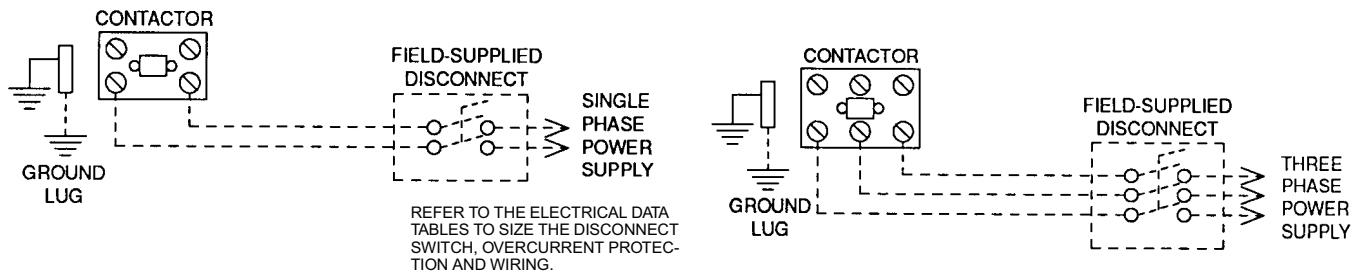 CONTACTOR
FIELD-SUPPLIED
DISCONNECT
SINGLE
PHASE
POWER
SUPPLY
GROUND
LUG
REFER TO THE ELECTRICAL DATA
TABLES TO SIZE THE DISCONNECT
SWITCH, OVERCURRENT PROTEC-
TION AND WIRING.
CONTACTOR
FIELD-SUPPLIED
DISCONNECT
THREE
PHASE
POWER
SUPPLY
GROUND
LUG